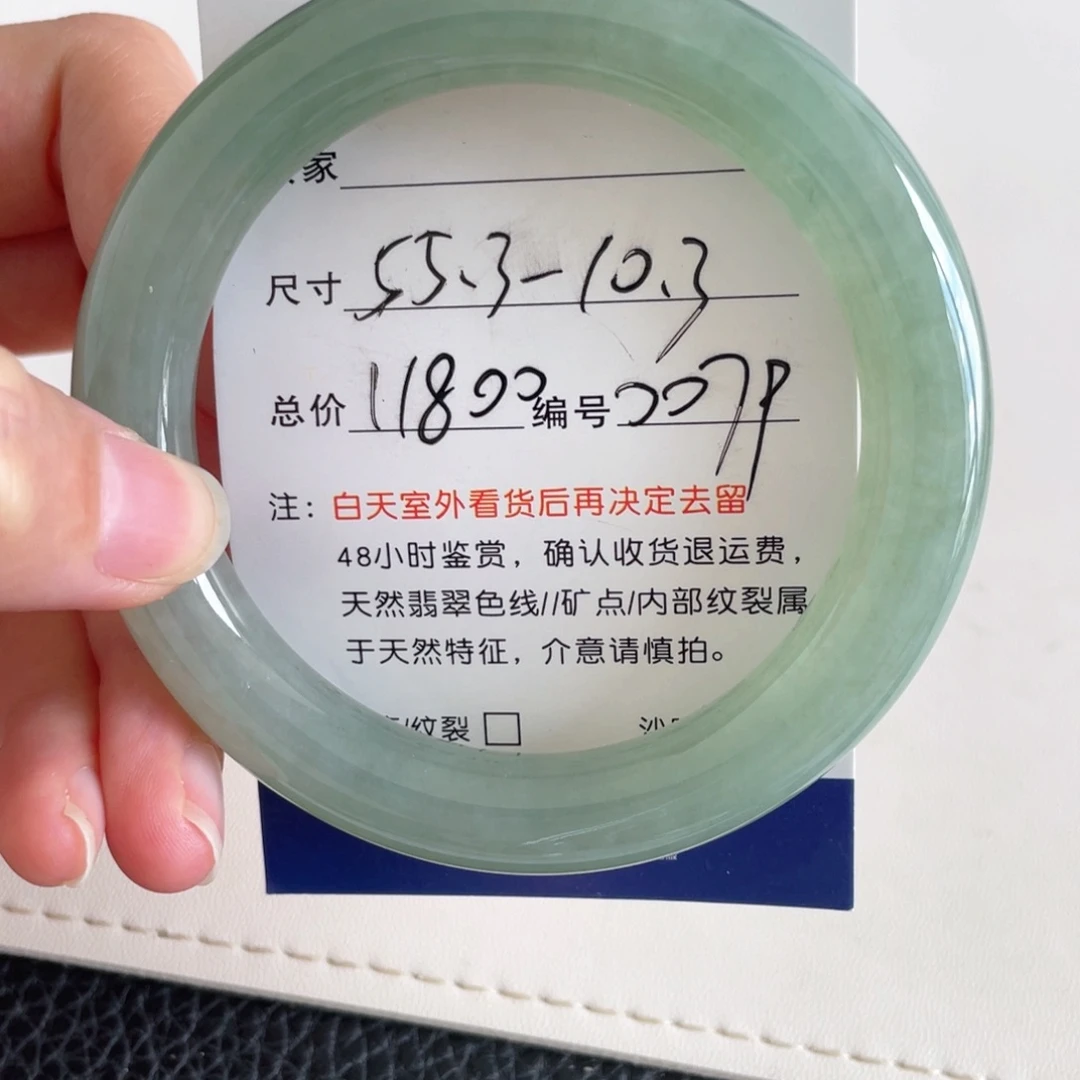 家
尺寸 55.3-10.3
总价 11800 编号 0079
注：白天室外看货后再决定去留
48小时鉴赏，确认收货退运费，
天然翡翠色线//矿点/内部纹裂属
于天然特征，介意请慎拍。
/纹裂 □ 沙